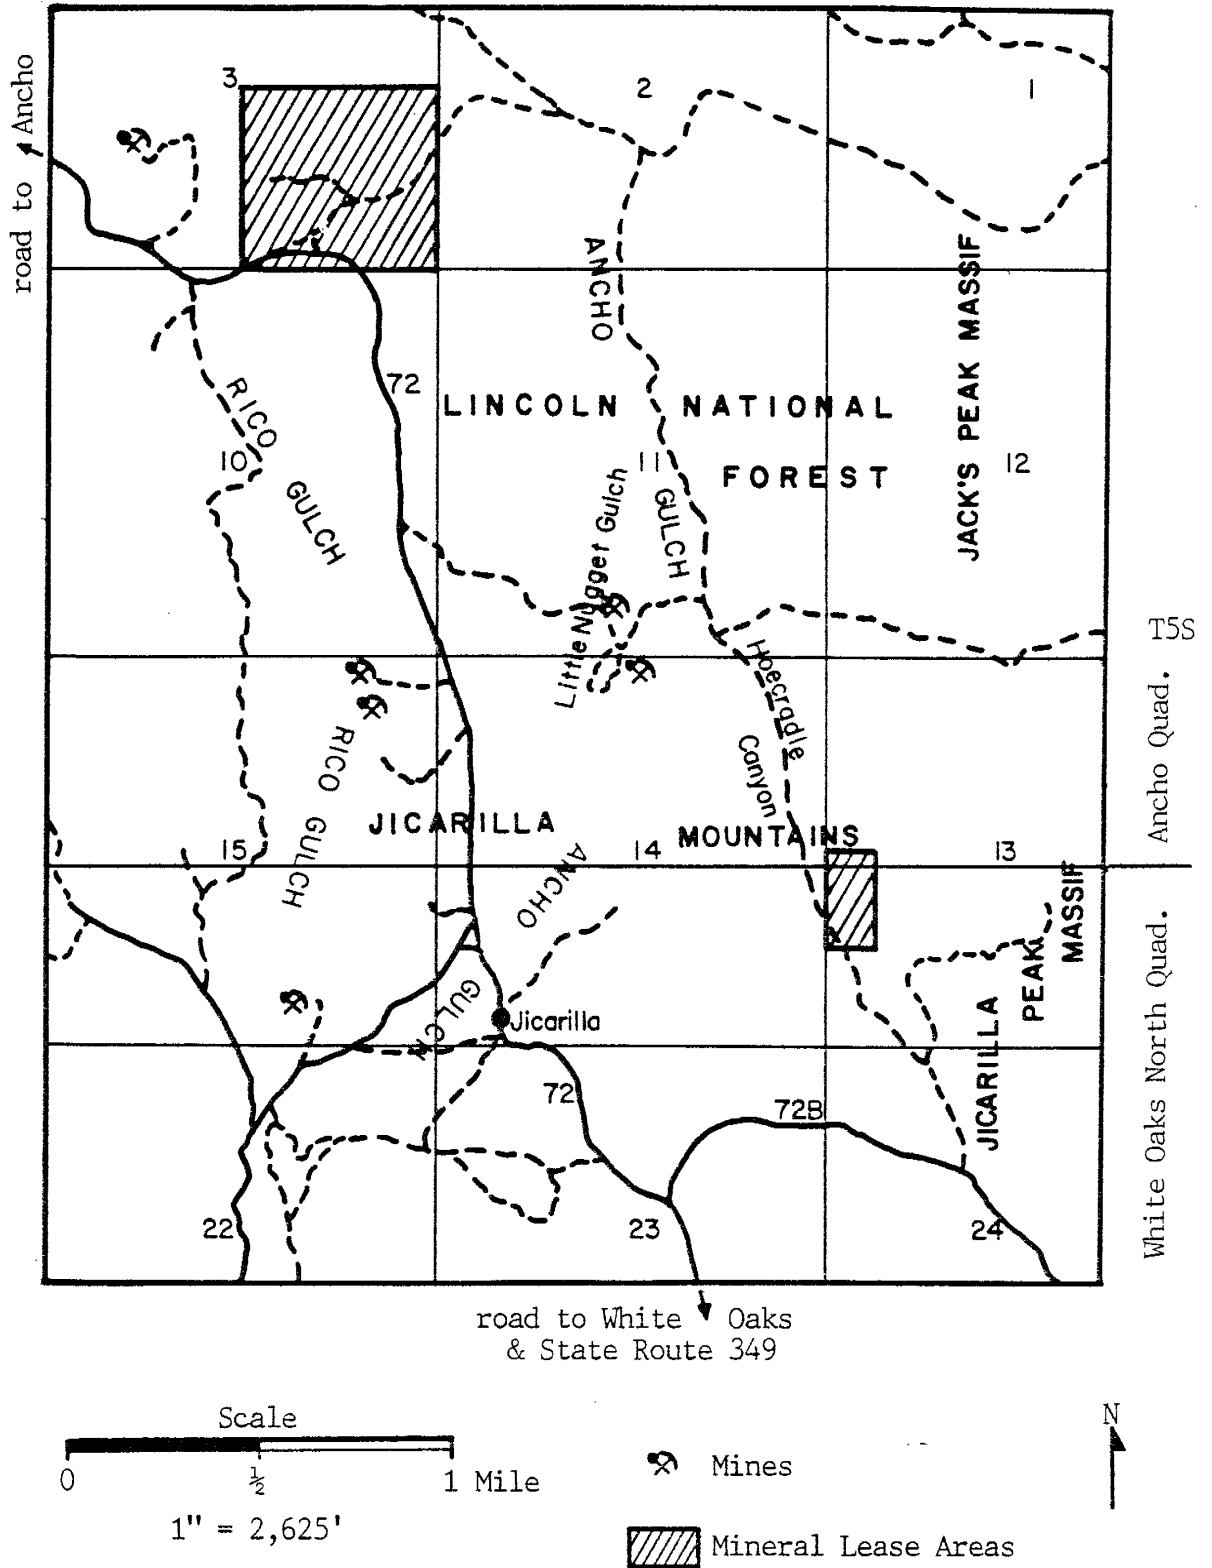 road to Ancho
3
2
1
ANCHO
GULCH
JACK'S PEAK MASSIF
72
LINCOLN NATIONAL
FOREST
RICO
GULCH
10
11
12
Little Nugget Gulch
T5S
Hoecradle
Canyon
Ancho Quad.
RICO
GULCH
JICARILLA MOUNTAINS
15
14
13
ANCHO
GULCH
JICARILLA
PEAK
MASSIF
White Oaks North Quad.
Jicarilla
72
72B
22
23
24
road to White Oaks
& State Route 349
Scale
0 ½ 1 Mile
1" = 2,625'
Mines
Mineral Lease Areas
N